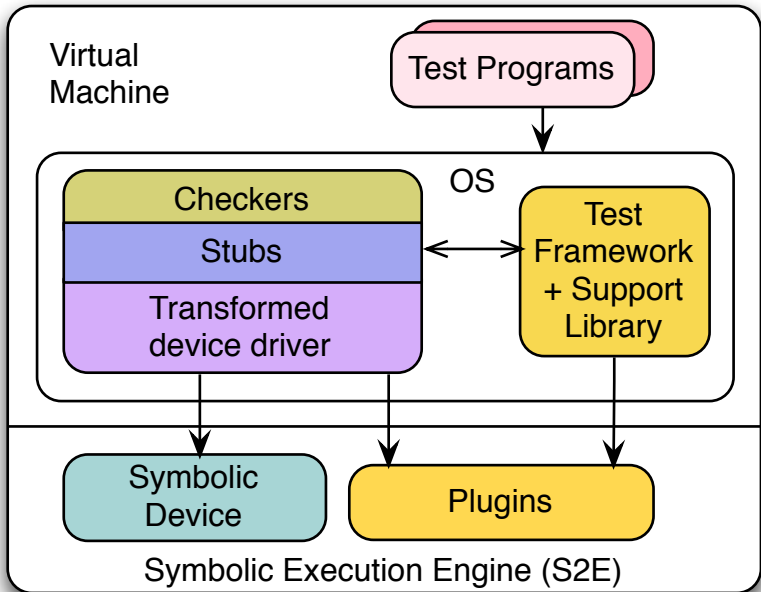 Virtual
Machine
Test Programs
OS
Checkers
Stubs
Transformed
device driver
Test
Framework
+ Support
Library
Symbolic
Device
Plugins
Symbolic Execution Engine (S2E)